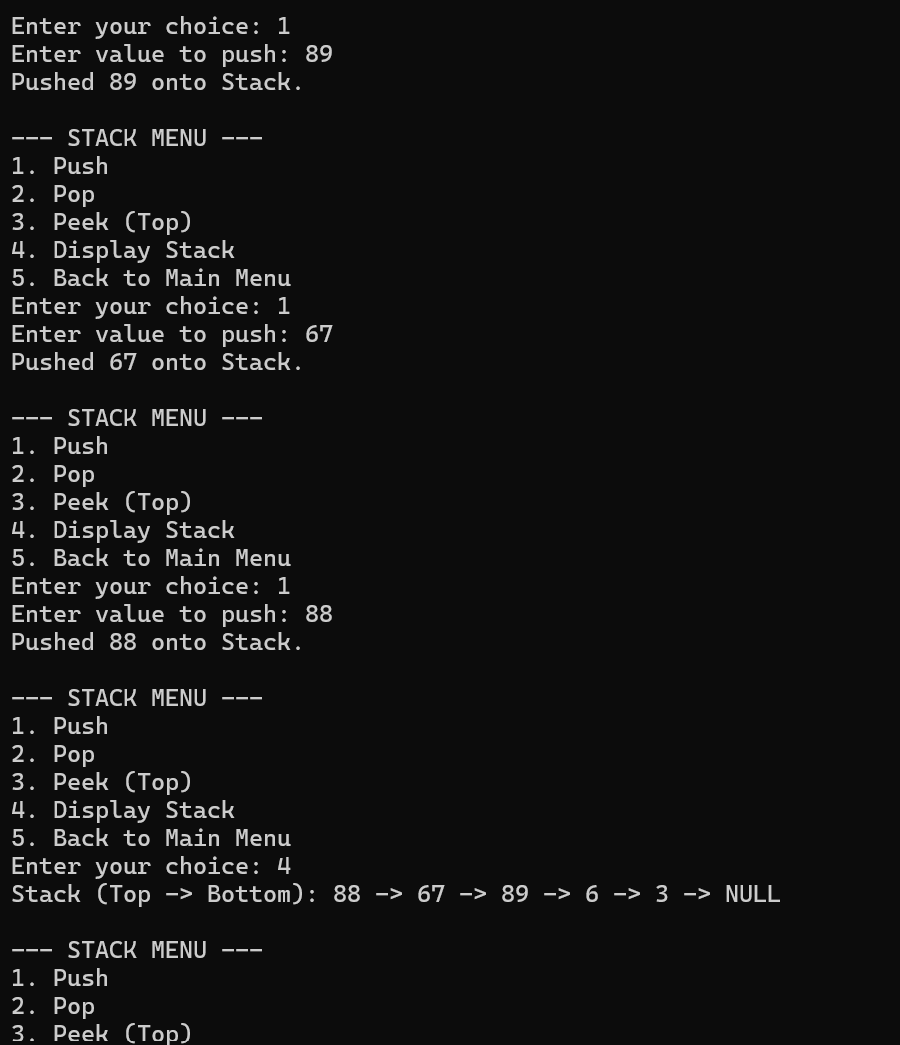 Enter your choice: 1
Enter value to push: 89
Pushed 89 onto Stack.

--- STACK MENU ---
1. Push
2. Pop
3. Peek (Top)
4. Display Stack
5. Back to Main Menu
Enter your choice: 1
Enter value to push: 67
Pushed 67 onto Stack.

--- STACK MENU ---
1. Push
2. Pop
3. Peek (Top)
4. Display Stack
5. Back to Main Menu
Enter your choice: 1
Enter value to push: 88
Pushed 88 onto Stack.

--- STACK MENU ---
1. Push
2. Pop
3. Peek (Top)
4. Display Stack
5. Back to Main Menu
Enter your choice: 4
Stack (Top -> Bottom): 88 -> 67 -> 89 -> 6 -> 3 -> NULL

--- STACK MENU ---
1. Push
2. Pop
3. Peek (Top)